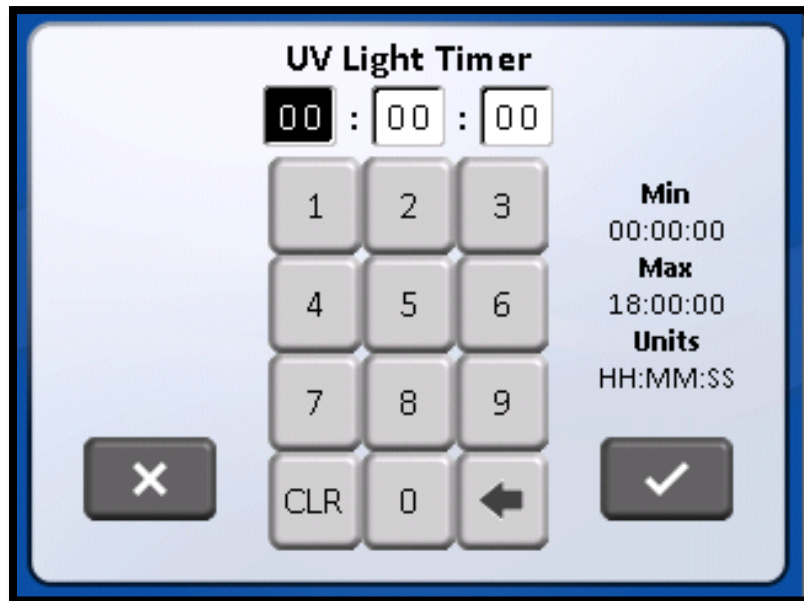 UV Light Timer
00 : 00 : 00
1 2 3
4 5 6
7 8 9
CLR 0
Min
00:00:00
Max
18:00:00
Units
HH:MM:SS